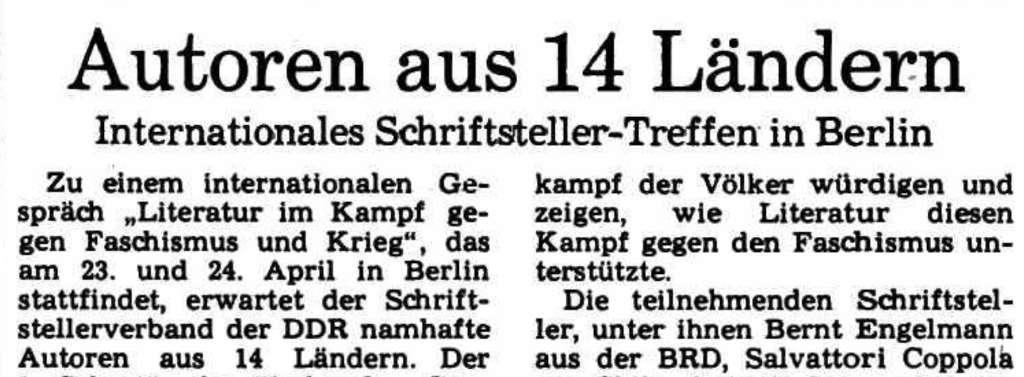 Autoren aus 14 Ländern
Internationales Schriftsteller-Treffen in Berlin
Zu einem internationalen Ge-
spräch „Literatur im Kampf ge-
gen Faschismus und Krieg“, das
am 23. und 24. April in Berlin
stattfindet, erwartet der Schrift-
stellerverband der DDR namhafte
Autoren aus 14 Ländern. Der
kampf der Völker würdigen und
zeigen, wie Literatur diesen
Kampf gegen den Faschismus un-
terstützte.
Die teilnehmenden Schriftstel-
ler, unter ihnen Bernt Engelmann
aus der BRD, Salvattori Coppola